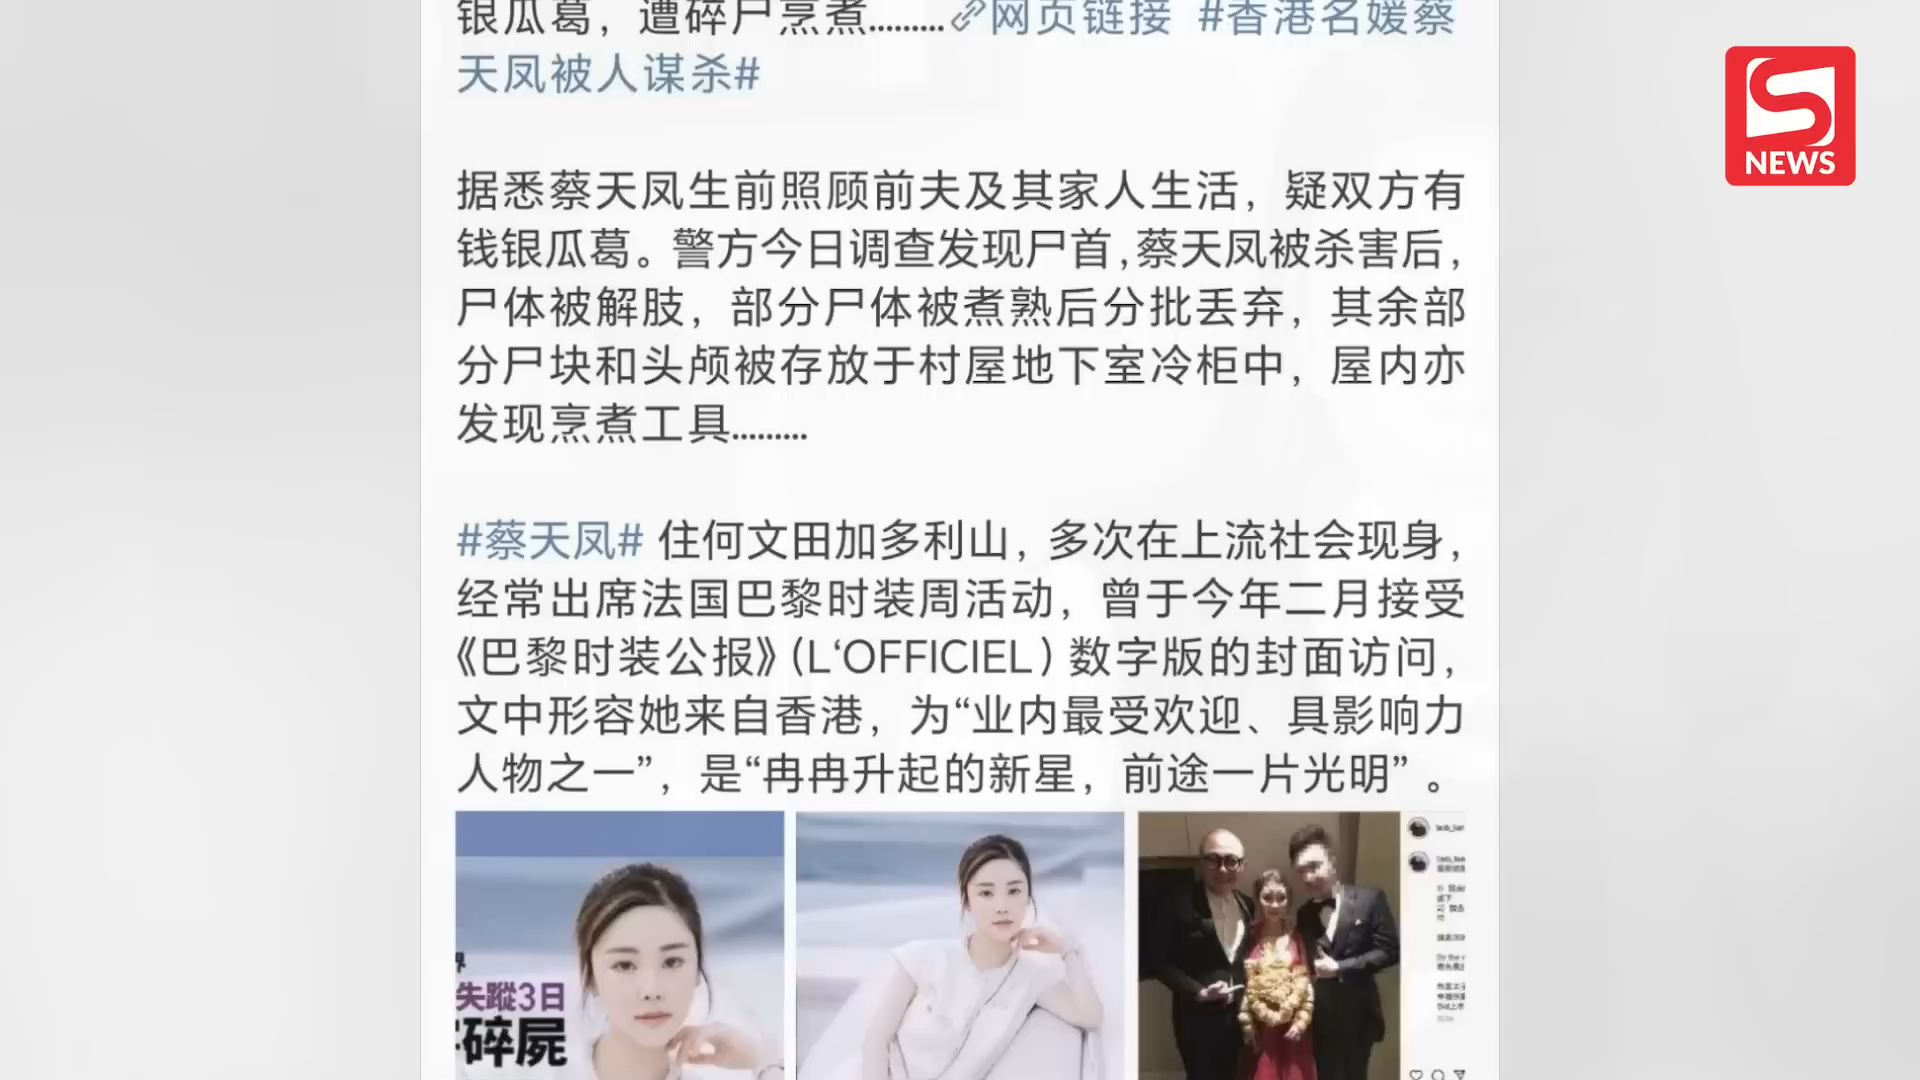 银瓜葛，遭碎尸烹煮.........网页链接 #香港名媛蔡
天凤被人谋杀#
NEWS
据悉蔡天凤生前照顾前夫及其家人生活，疑双方有
钱银瓜葛。警方今日调查发现尸首,蔡天凤被杀害后，
尸体被解肢，部分尸体被煮熟后分批丢弃，其余部
分尸块和头颅被存放于村屋地下室冷柜中，屋内亦
发现烹煮工具.........
#蔡天凤# 住何文田加多利山，多次在上流社会现身，
经常出席法国巴黎时装周活动，曾于今年二月接受
《巴黎时装公报》（L‘OFFICIEL）数字版的封面访问，
文中形容她来自香港，为“业内最受欢迎、具影响力
人物之一”，是“冉冉升起的新星，前途一片光明” 。
失蹤3日
碎屍